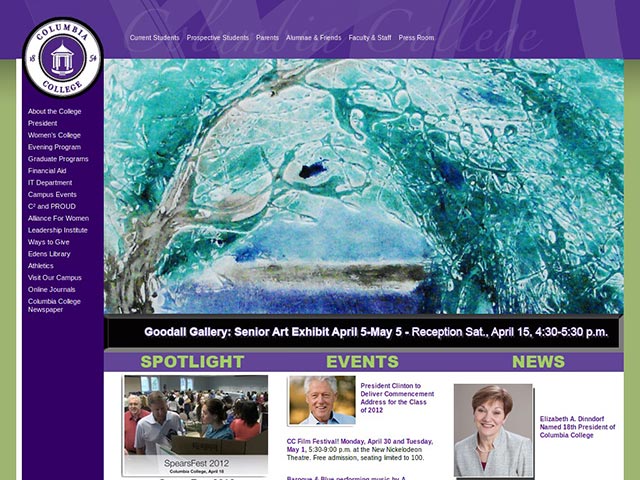 Columbia College
COLUMBIA
18 54
COLLEGE
Current Students Prospective Students Parents Alumnae & Friends Faculty & Staff Press Room
About the College
President
Women's College
Evening Program
Graduate Programs
Financial Aid
IT Department
Campus Events
C² and PROUD
Alliance For Women
Leadership Institute
Ways to Give
Edens Library
Athletics
Visit Our Campus
Online Journals
Columbia College
Newspaper
Goodall Gallery: Senior Art Exhibit April 5-May 5 - Reception Sat., April 15, 4:30-5:30 p.m.
SPOTLIGHT
EVENTS
NEWS
SpearsFest 2012
Columbia College, April 18
President Clinton to
Deliver Commencement
Address for the Class
of 2012
CC Film Festival! Monday, April 30 and Tuesday,
May 1, 5:30-9:00 p.m. at the New Nickelodeon
Theatre. Free admission, seating limited to 100.
Baroque & Blue performing music by A
Elizabeth A. Dinndorf
Named 18th President of
Columbia College